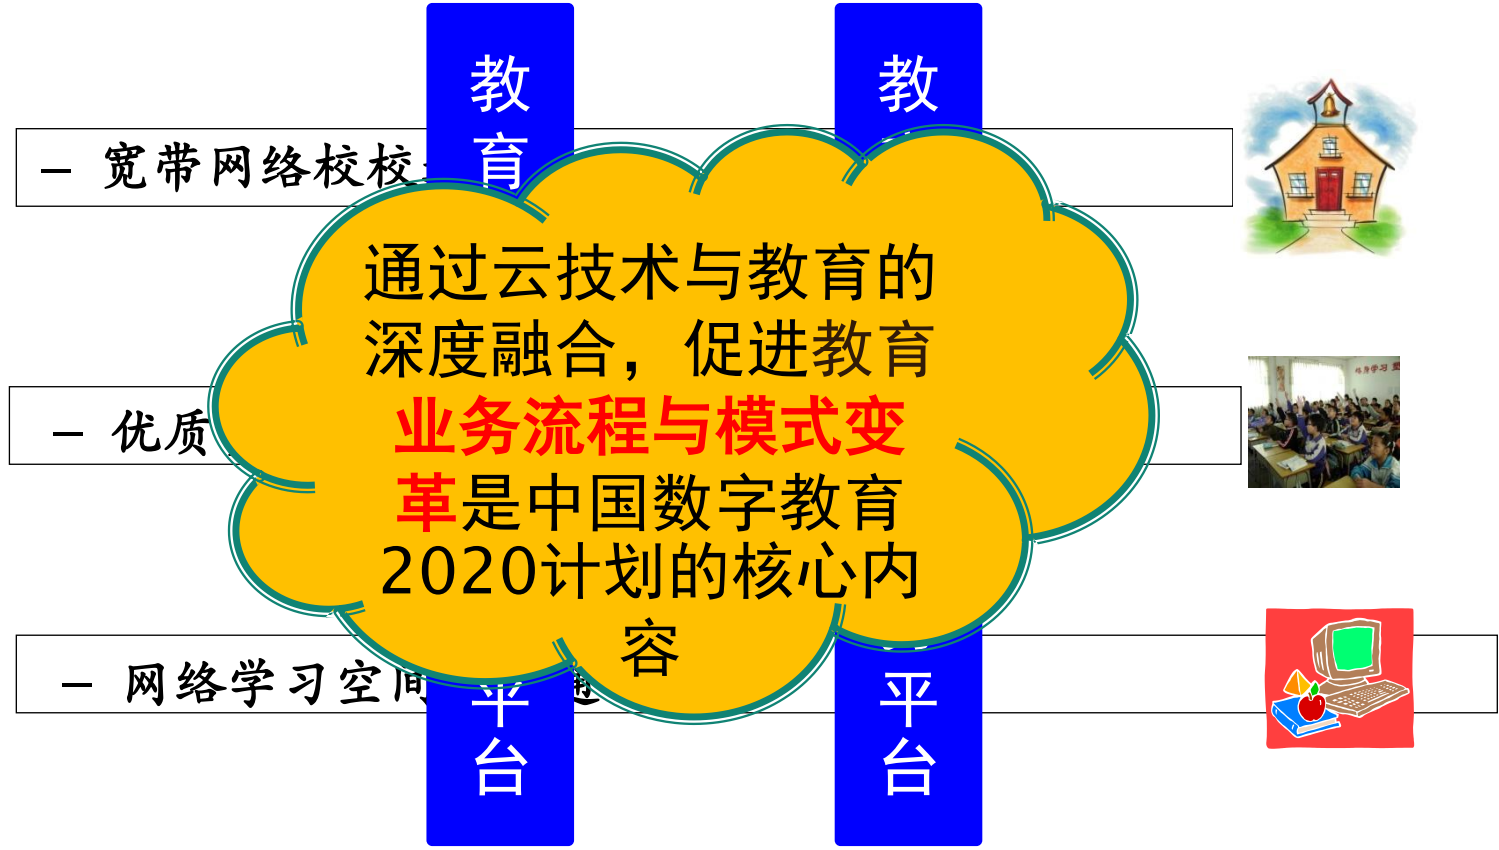 教
育
平
台
教
平
台
– 宽带网络校校
– 优质
– 网络学习空间
通
通过云技术与教育的
深度融合，促进教育
业务流程与模式变
革是中国数字教育
2020计划的核心内
容